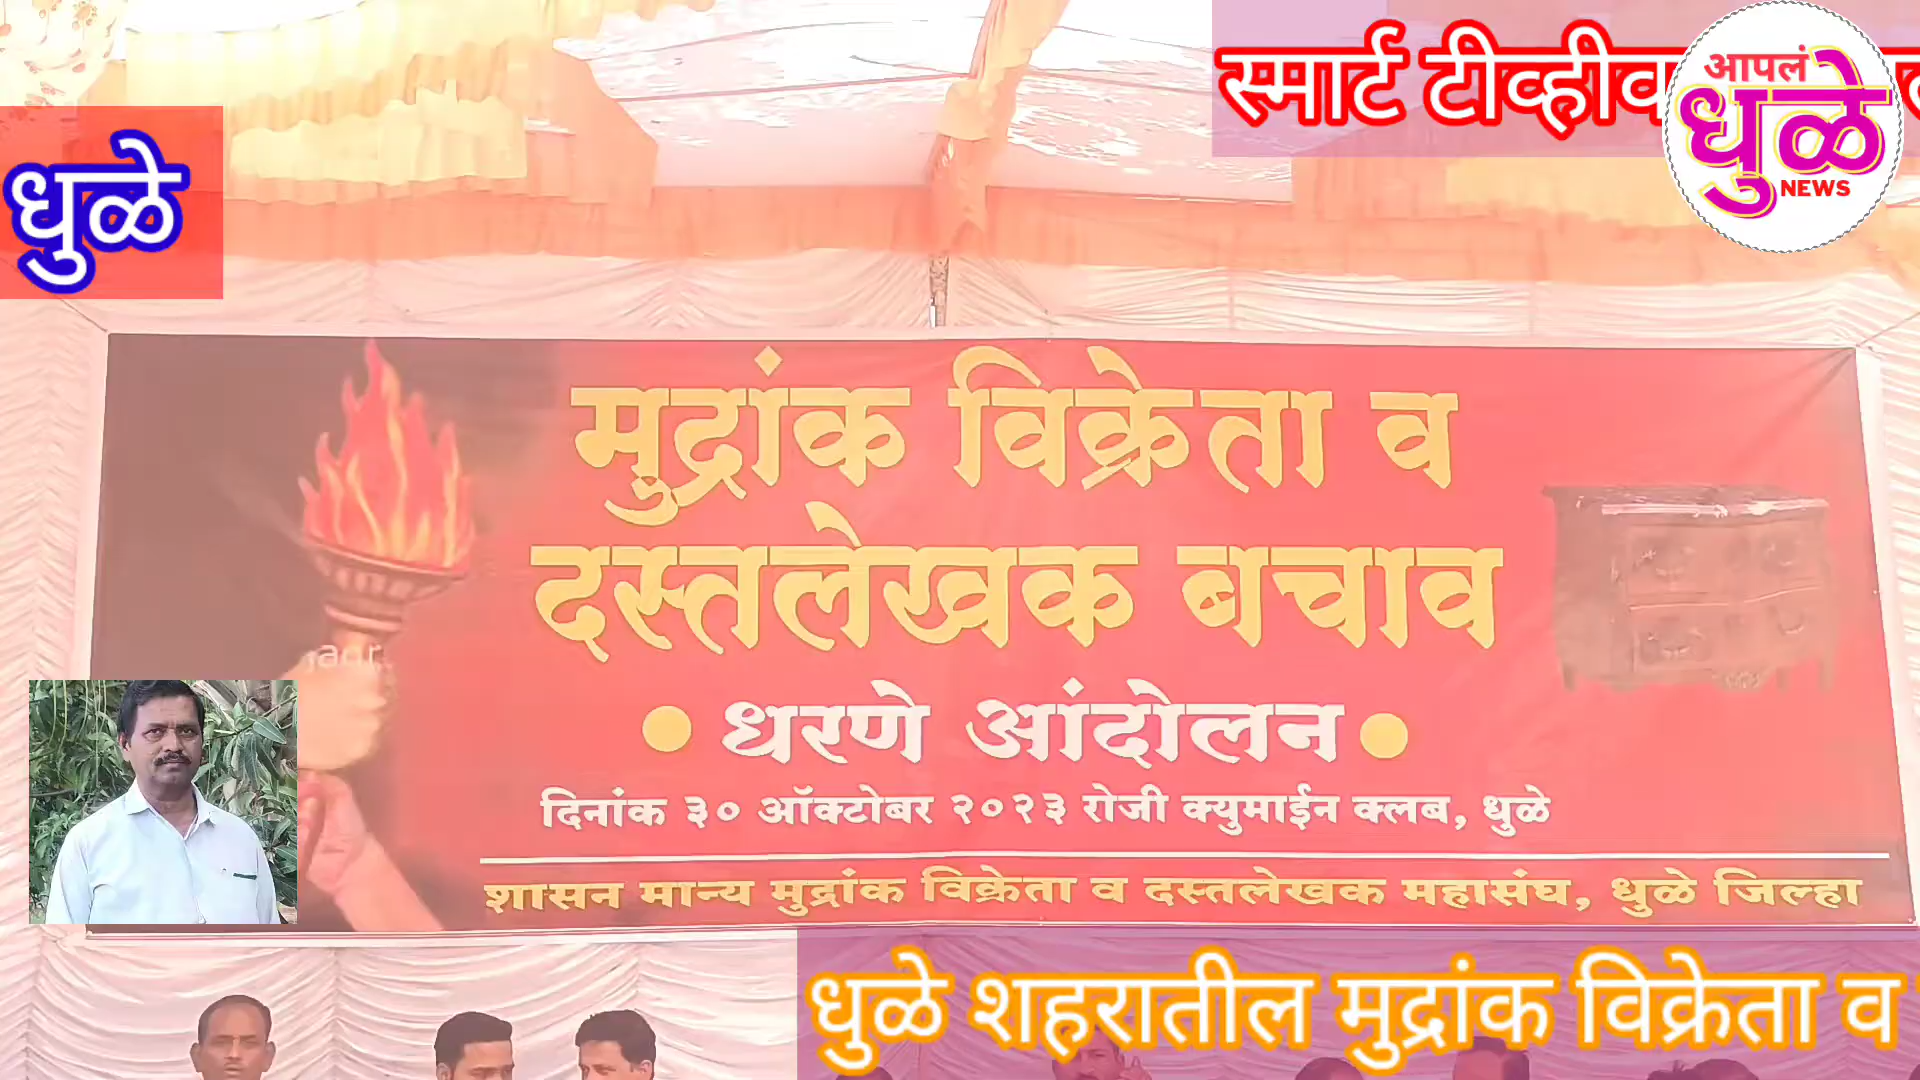 स्मार्ट
आपलं
धुळे
NEWS
धुळे
मुद्रांक विक्रेता व
दस्तलेखक बचाव
धरणे आंदोलन
दिनांक ३० ऑक्टोबर २०२३ रोजी क्युमाईन क्लब, धुळे
शासन मान्य मुद्रांक विक्रेता व दस्तलेखक महासंघ, धुळे जिल्हा
धुळे शहरातील मुद्रांक विक्रेता व